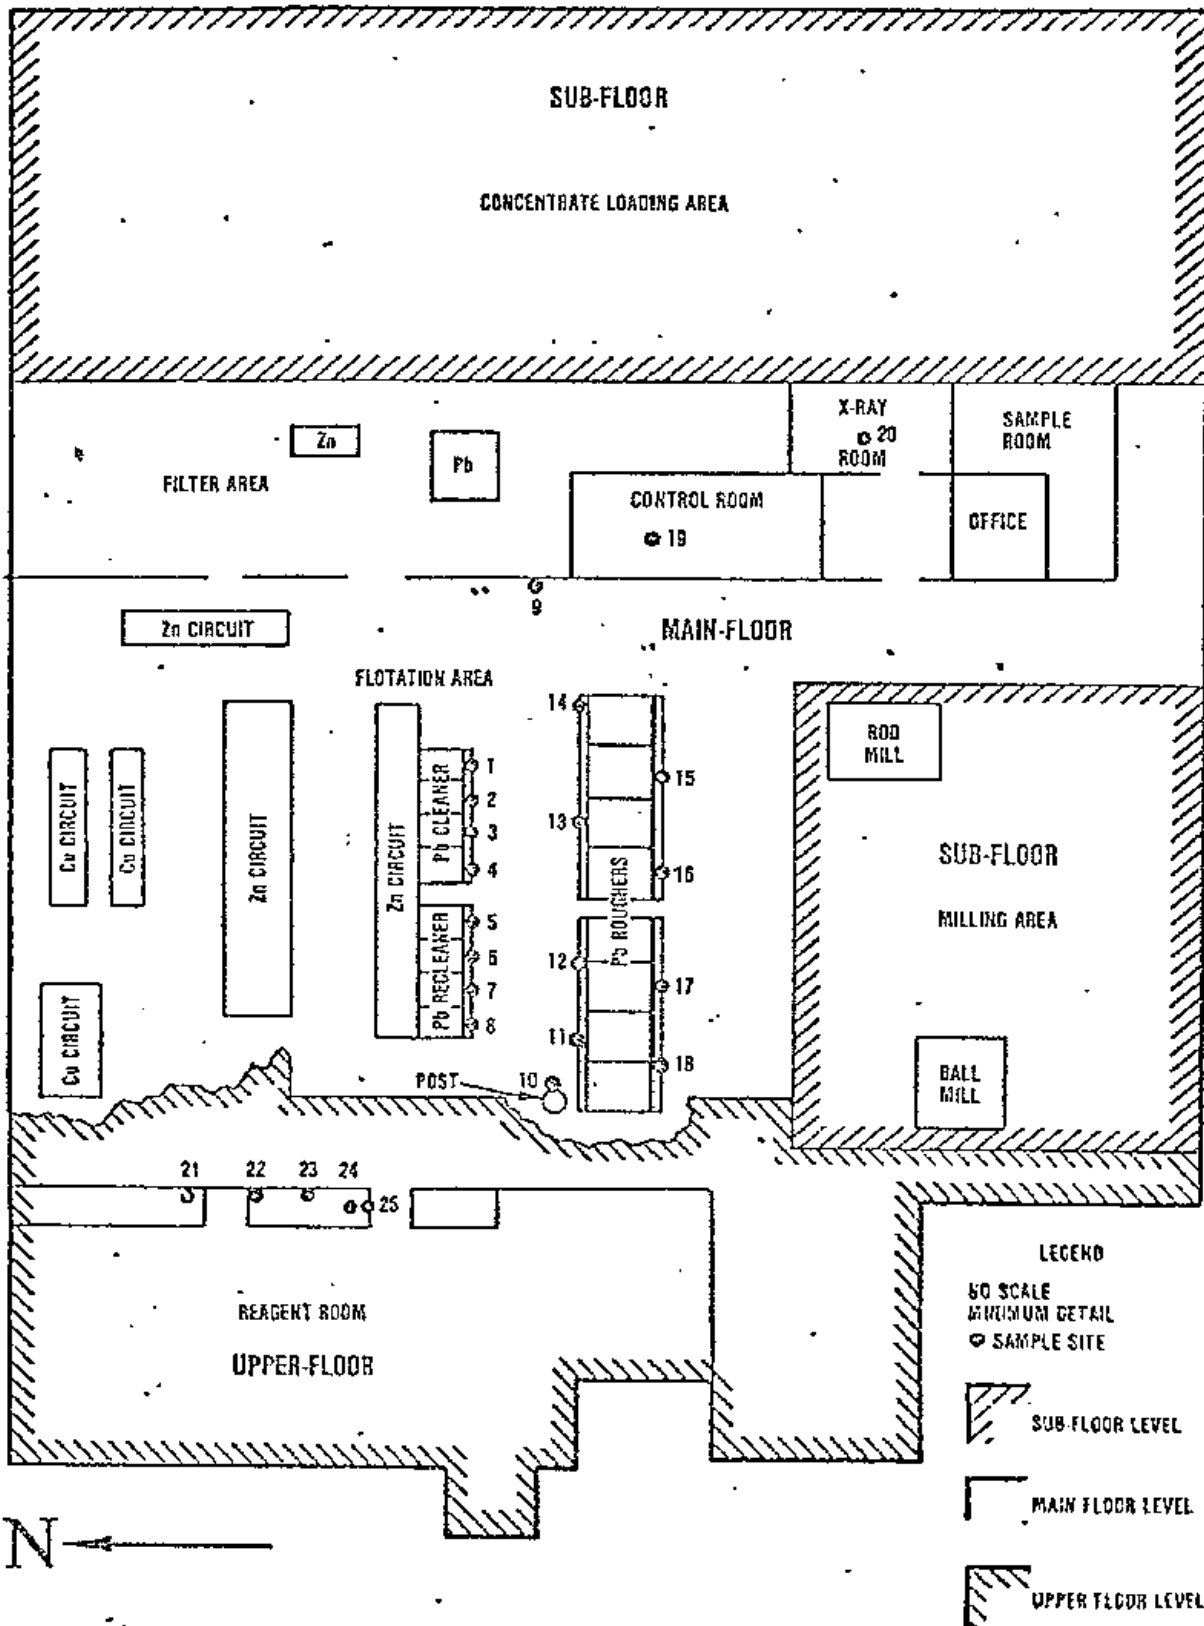 SUB-FLOOR
CONCENTRATE LOADING AREA
X-RAY
20
ROOM
SAMPLE
ROOM
Zn
Pb
FILTER AREA
CONTROL ROOM
19
OFFICE
9
Zn CIRCUIT
MAIN-FLOOR
FLOTATION AREA
14
ROD
MILL
1
15
2
13
3
4
16
Cu CIRCUIT
Cu CIRCUIT
Zn CIRCUIT
Zn CIRCUIT
Pb CLEANER
Pb ROUGHERS
SUB-FLOOR
MILLING AREA
5
12
6
17
7
8
Pb RECLEANER
11
18
Cu CIRCUIT
POST
10
BALL
MILL
21
22
23
24
25
REAGENT ROOM
UPPER-FLOOR
LEGEND
NO SCALE
MINIMUM DETAIL
SAMPLE SITE
SUB-FLOOR LEVEL
MAIN FLOOR LEVEL
UPPER FLOOR LEVEL
N